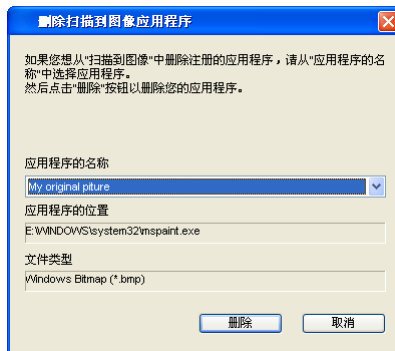 删除扫描到图像应用程序
如果您想从"扫描到图像"中删除注册的应用程序，请从"应用程序的名
称"中选择应用程序。
然后点击"删除"按钮以删除您的应用程序。
应用程序的名称
My original piture
应用程序的位置
E:\WINDOWS\system32\mspaint.exe
文件类型
Windows Bitmap (*.bmp)
删除
取消